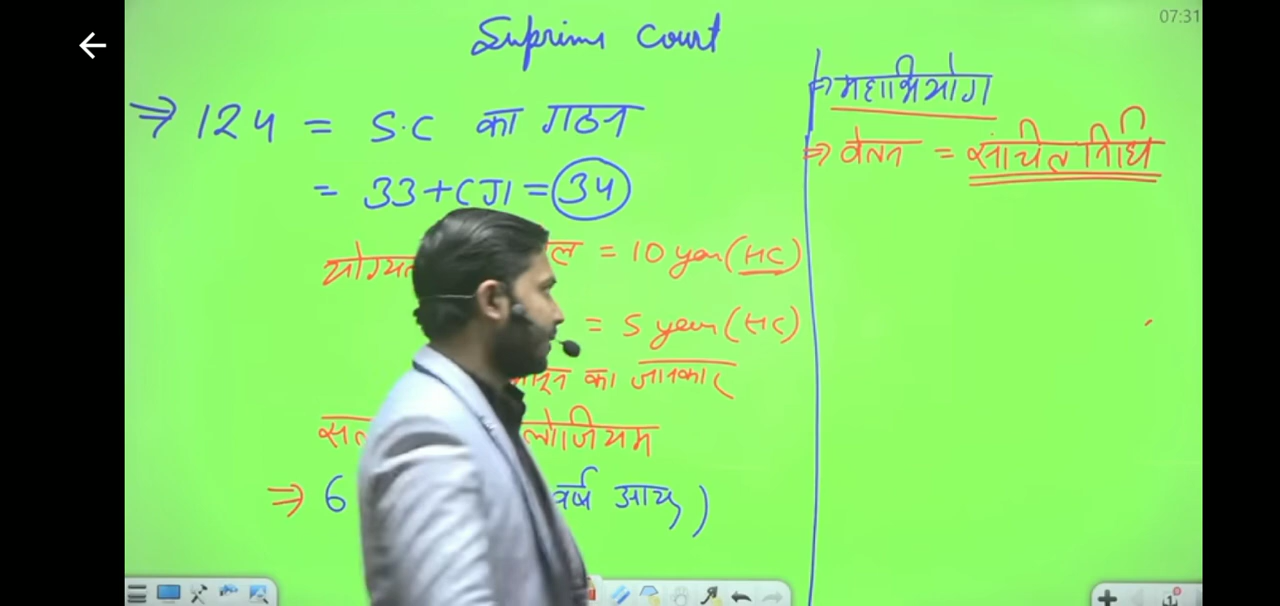 07:31
Suprime Court
⇒ 124 = S.C का गठन
= 33+CJI = 34
= 10 year (HC)
= 5 year (HC)
का जानकार
⇒ 6 वर्ष आयु)
⇒ महाभियोग
⇒ वेतन = संचित निधि